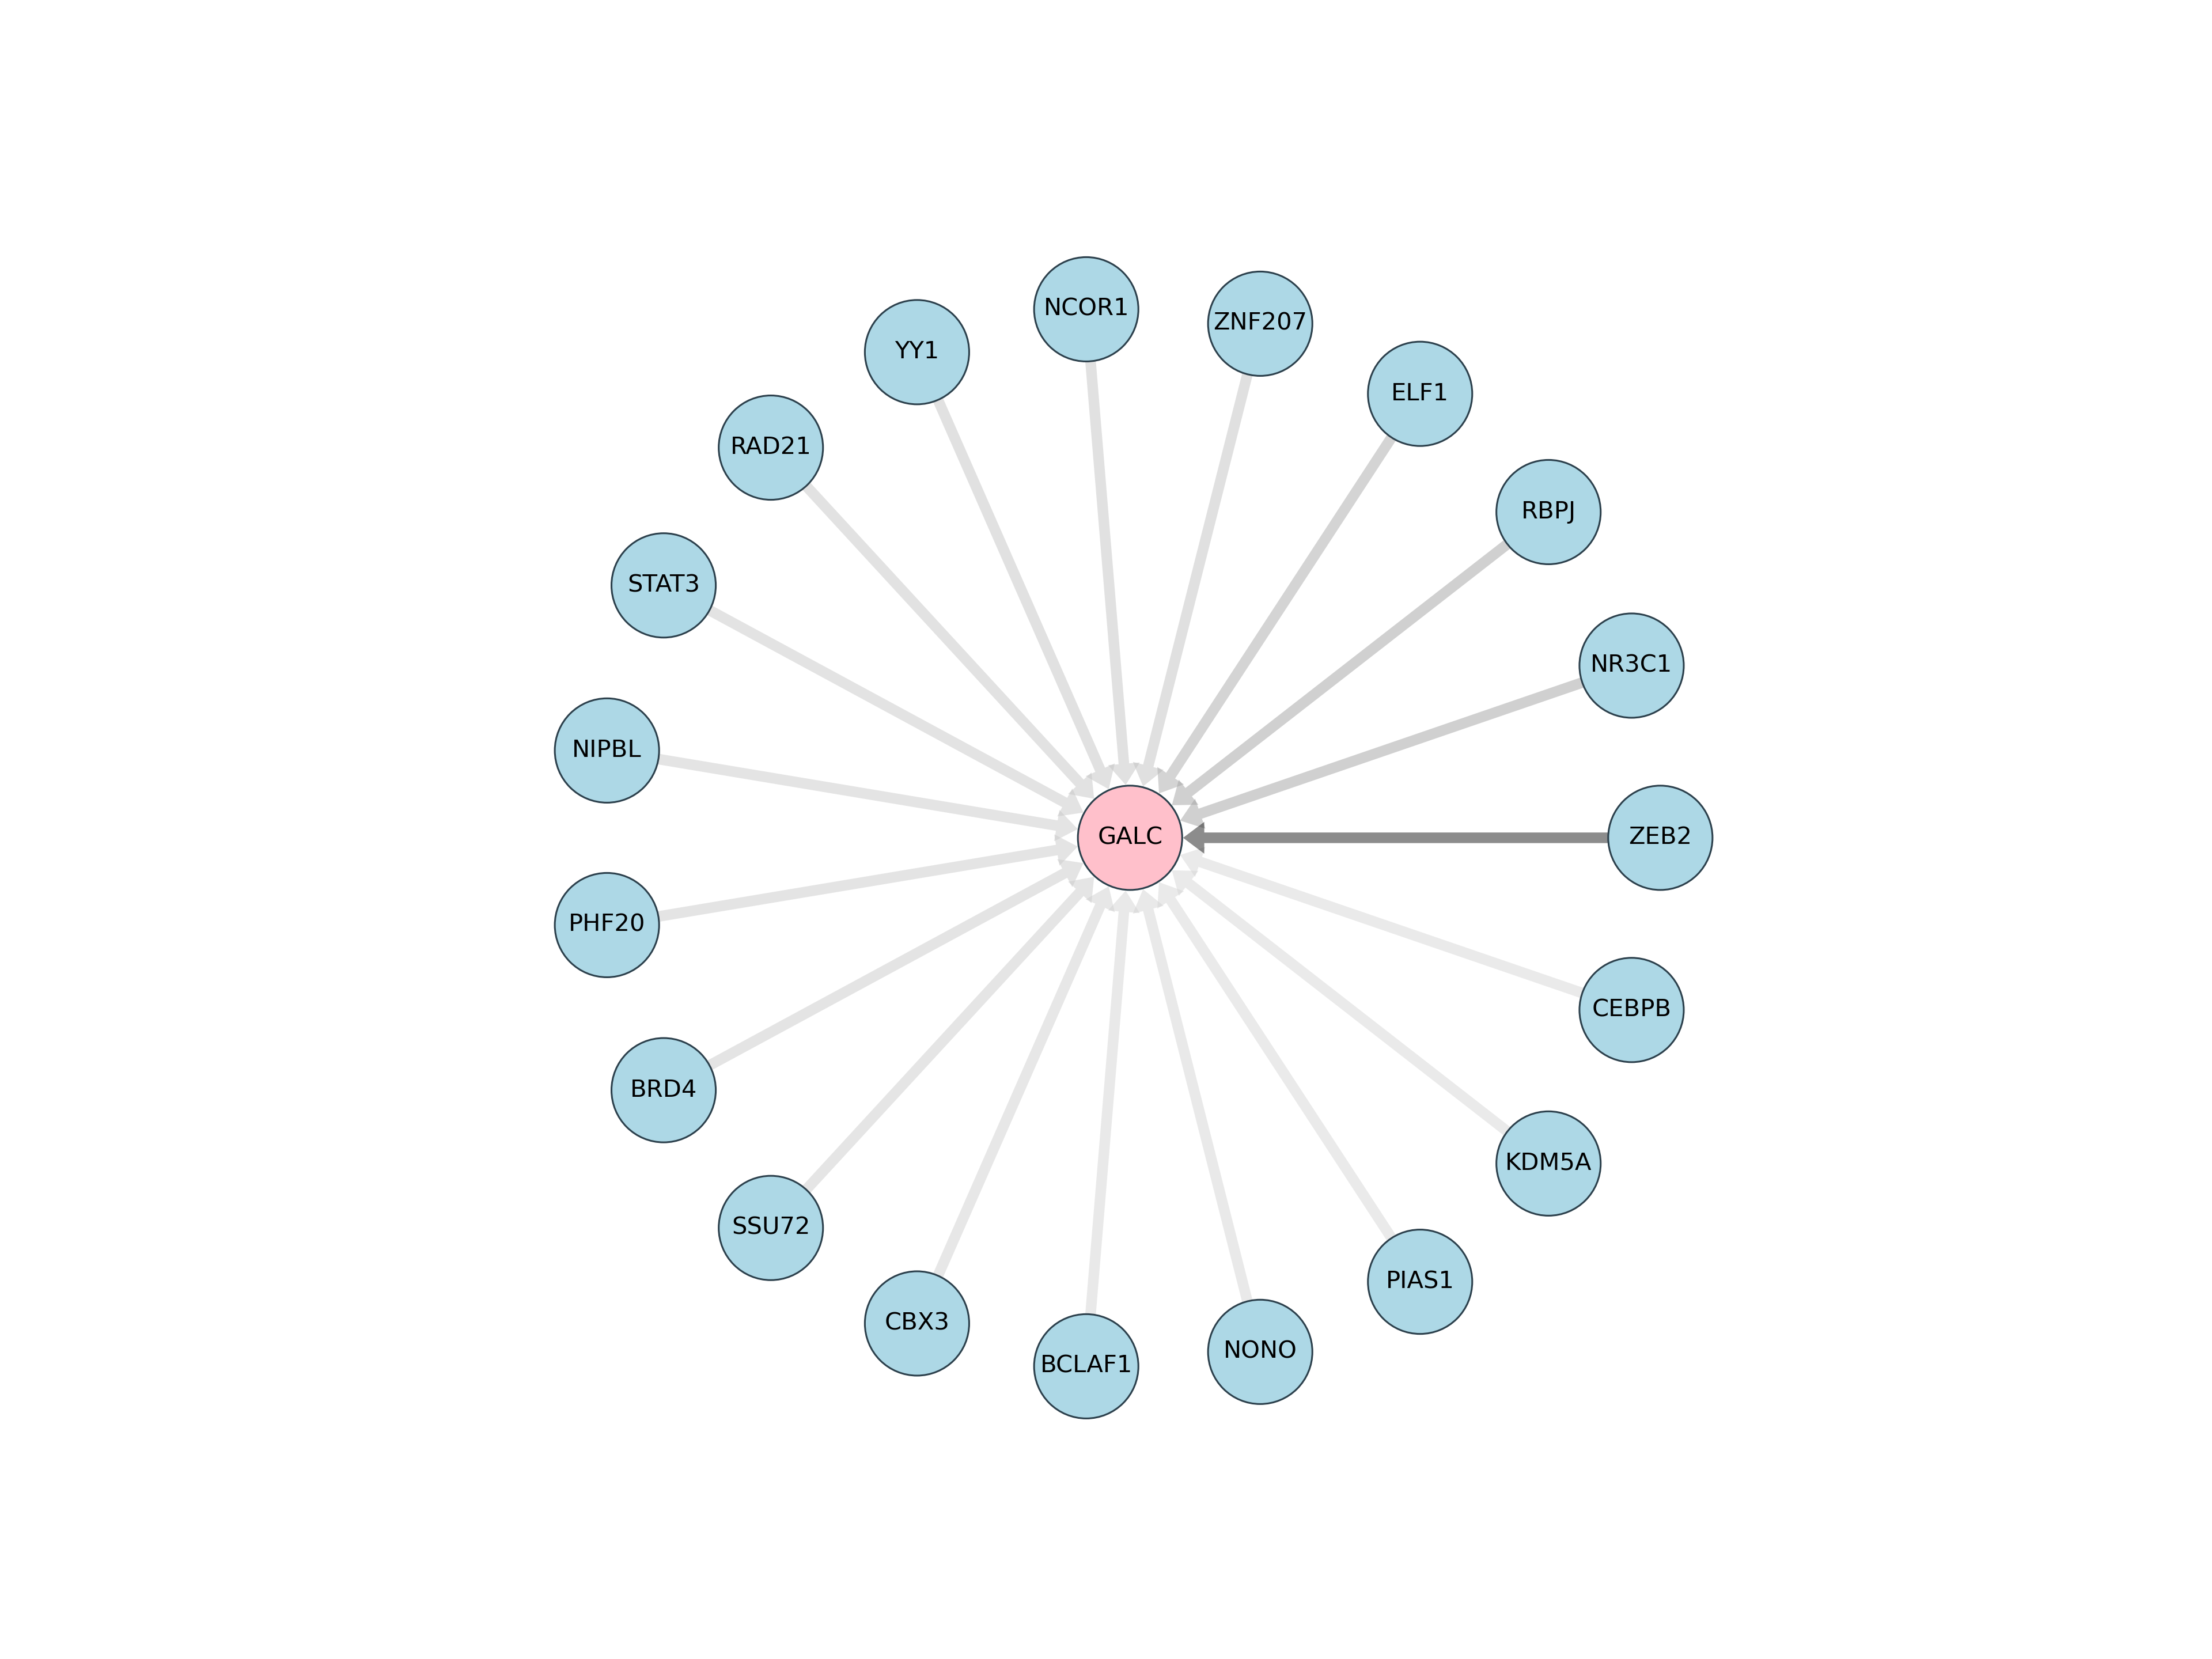 NCOR1
ZNF207
YY1
ELF1
RAD21
RBPJ
STAT3
NR3C1
NIPBL
GALC
ZEB2
PHF20
CEBPB
BRD4
KDM5A
SSU72
PIAS1
CBX3
NONO
BCLAF1